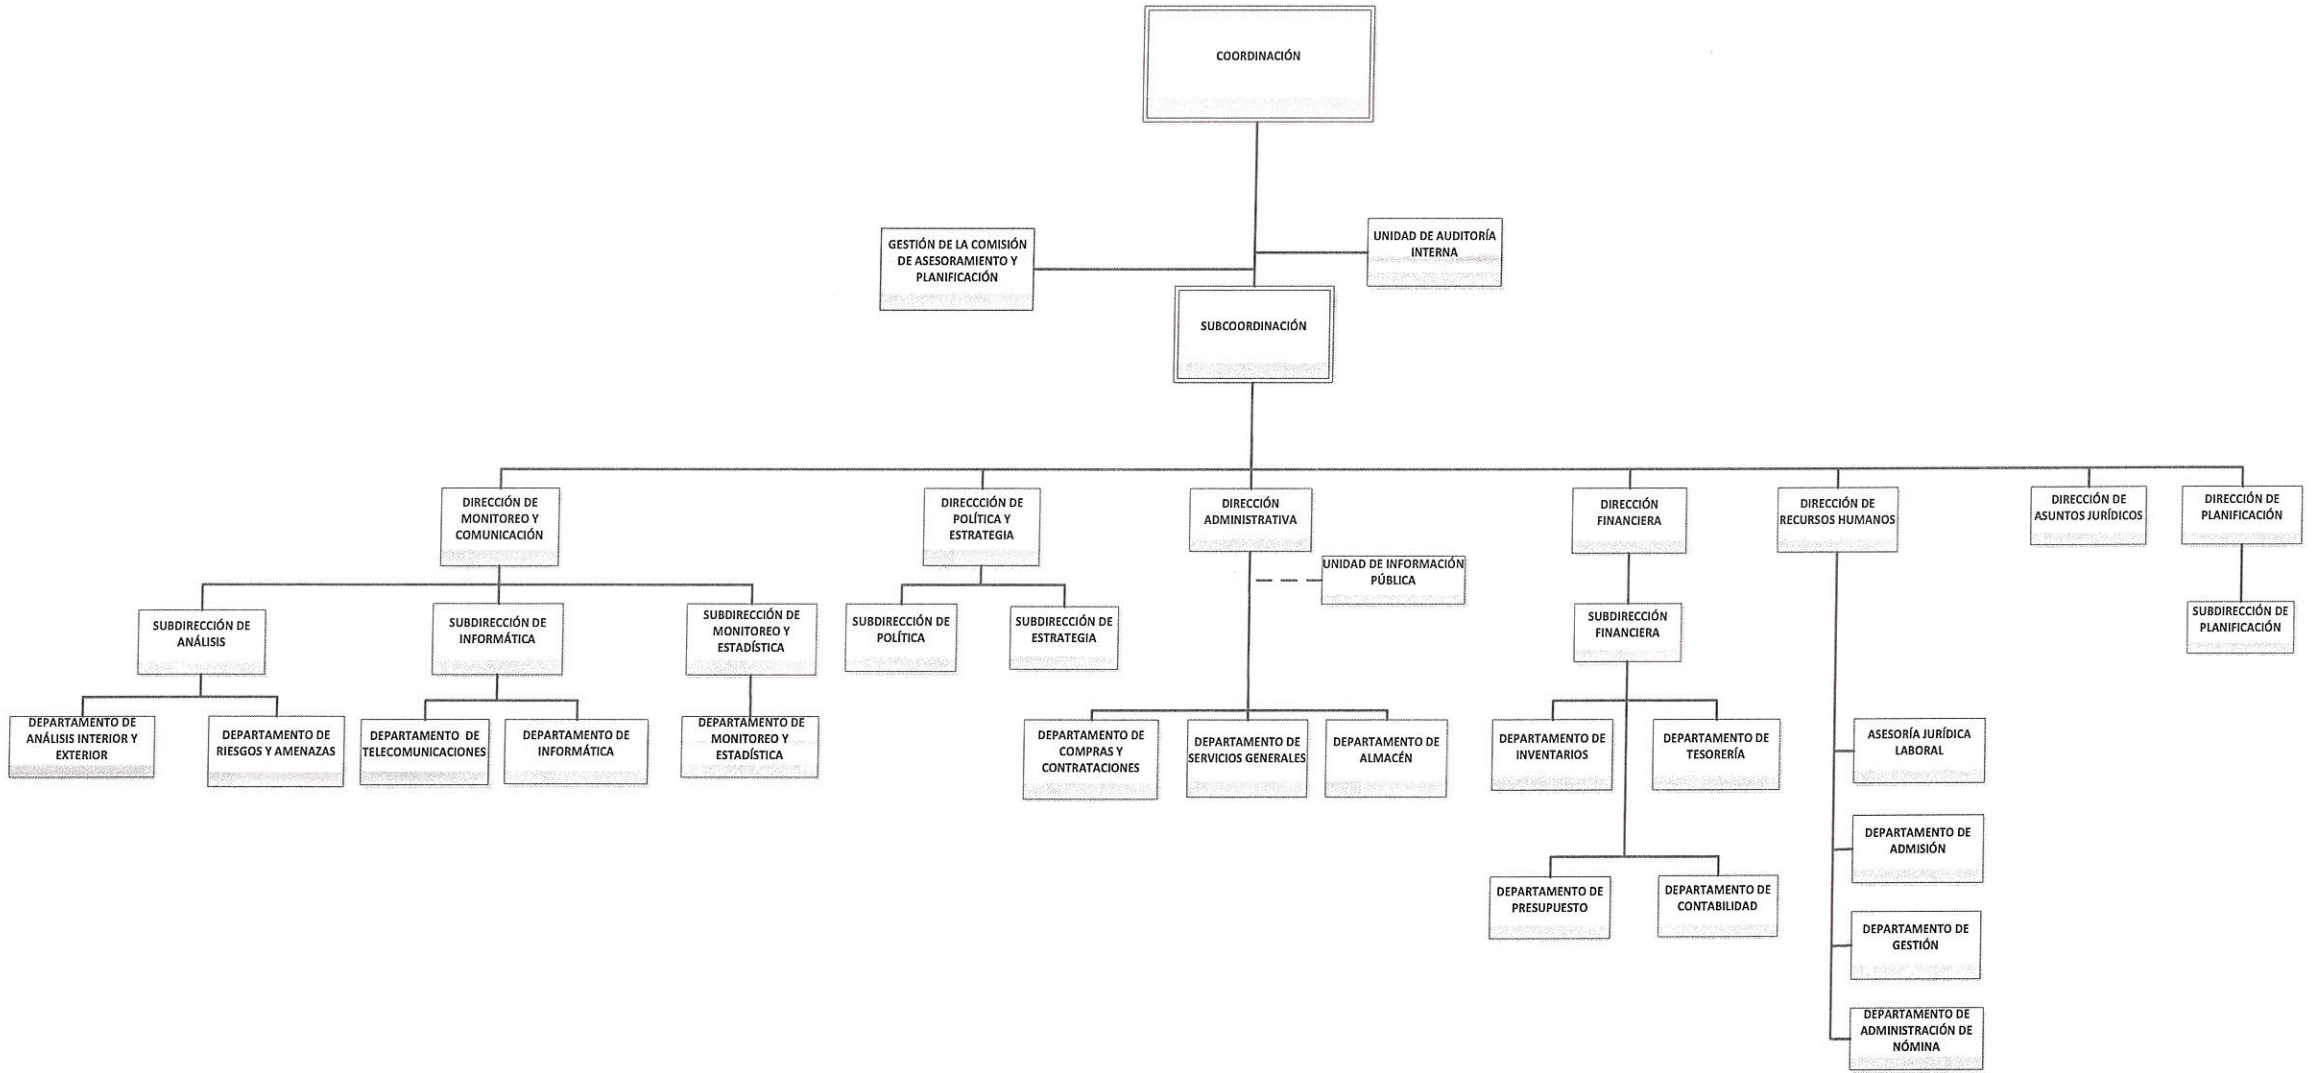 COORDINACIÓN
GESTIÓN DE LA COMISIÓN
DE ASESORAMIENTO Y
PLANIFICACIÓN
UNIDAD DE AUDITORÍA
INTERNA
SUBCOORDINACIÓN
DIRECCIÓN DE
MONITOREO Y
COMUNICACIÓN
DIRECCCIÓN DE
POLÍTICA Y
ESTRATEGIA
DIRECCIÓN
ADMINISTRATIVA
DIRECCIÓN
FINANCIERA
DIRECCIÓN DE
RECURSOS HUMANOS
DIRECCIÓN DE
ASUNTOS JURÍDICOS
DIRECCIÓN DE
PLANIFICACIÓN
UNIDAD DE INFORMACIÓN
PÚBLICA
SUBDIRECCIÓN DE
ANÁLISIS
SUBDIRECCIÓN DE
INFORMÁTICA
SUBDIRECCIÓN DE
MONITOREO Y
ESTADÍSTICA
SUBDIRECCIÓN DE
POLÍTICA
SUBDIRECCIÓN DE
ESTRATEGIA
SUBDIRECCIÓN
FINANCIERA
SUBDIRECCIÓN DE
PLANIFICACIÓN
DEPARTAMENTO DE
ANÁLISIS INTERIOR Y
EXTERIOR
DEPARTAMENTO DE
RIESGOS Y AMENAZAS
DEPARTAMENTO DE
TELECOMUNICACIONES
DEPARTAMENTO DE
INFORMÁTICA
DEPARTAMENTO DE
MONITOREO Y
ESTADÍSTICA
DEPARTAMENTO DE
COMPRAS Y
CONTRATACIONES
DEPARTAMENTO DE
SERVICIOS GENERALES
DEPARTAMENTO DE
ALMACÉN
DEPARTAMENTO DE
INVENTARIOS
DEPARTAMENTO DE
TESORERÍA
ASESORÍA JURÍDICA
LABORAL
DEPARTAMENTO DE
ADMISIÓN
DEPARTAMENTO DE
PRESUPUESTO
DEPARTAMENTO DE
CONTABILIDAD
DEPARTAMENTO DE
GESTIÓN
DEPARTAMENTO DE
ADMINISTRACIÓN DE
NÓMINA